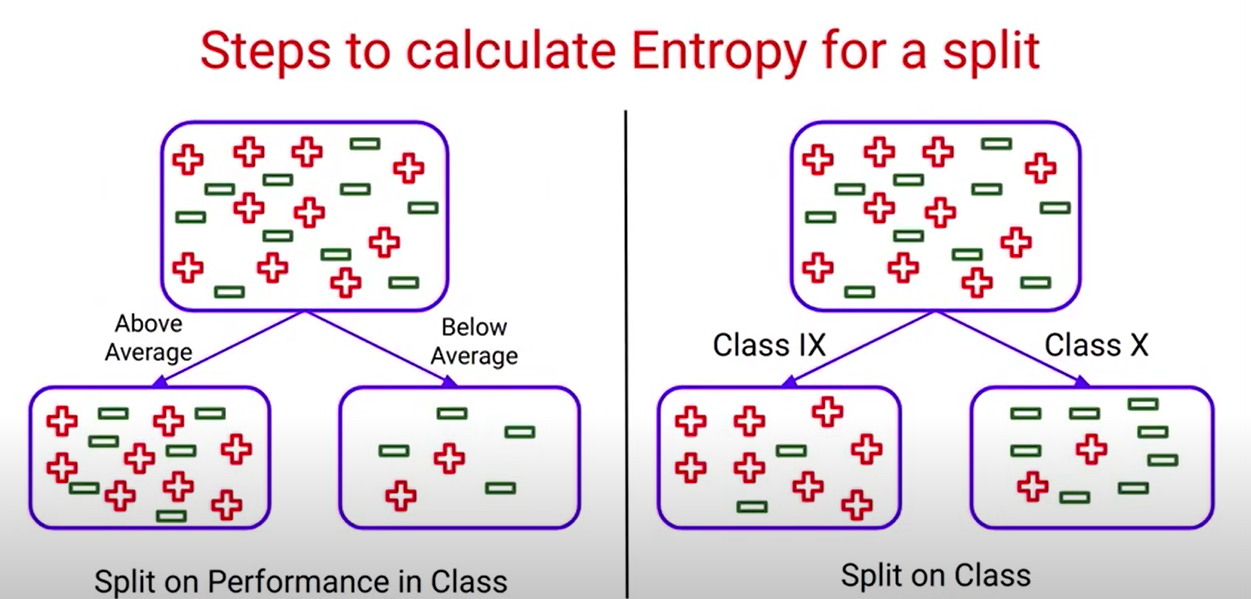 Steps to calculate Entropy for a split
Above
Average
Below
Average
Split on Performance in Class
Class IX
Class X
Split on Class